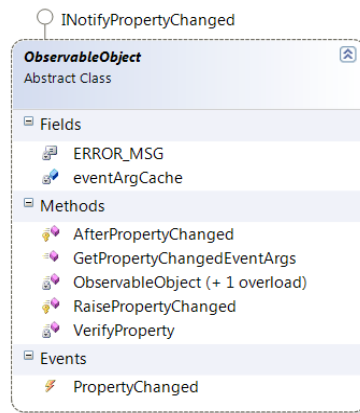 INotifyPropertyChanged
ObservableObject
Abstract Class
Fields
ERROR_MSG
eventArgCache
Methods
AfterPropertyChanged
GetPropertyChangedEventArgs
ObservableObject (+ 1 overload)
RaisePropertyChanged
VerifyProperty
Events
PropertyChanged